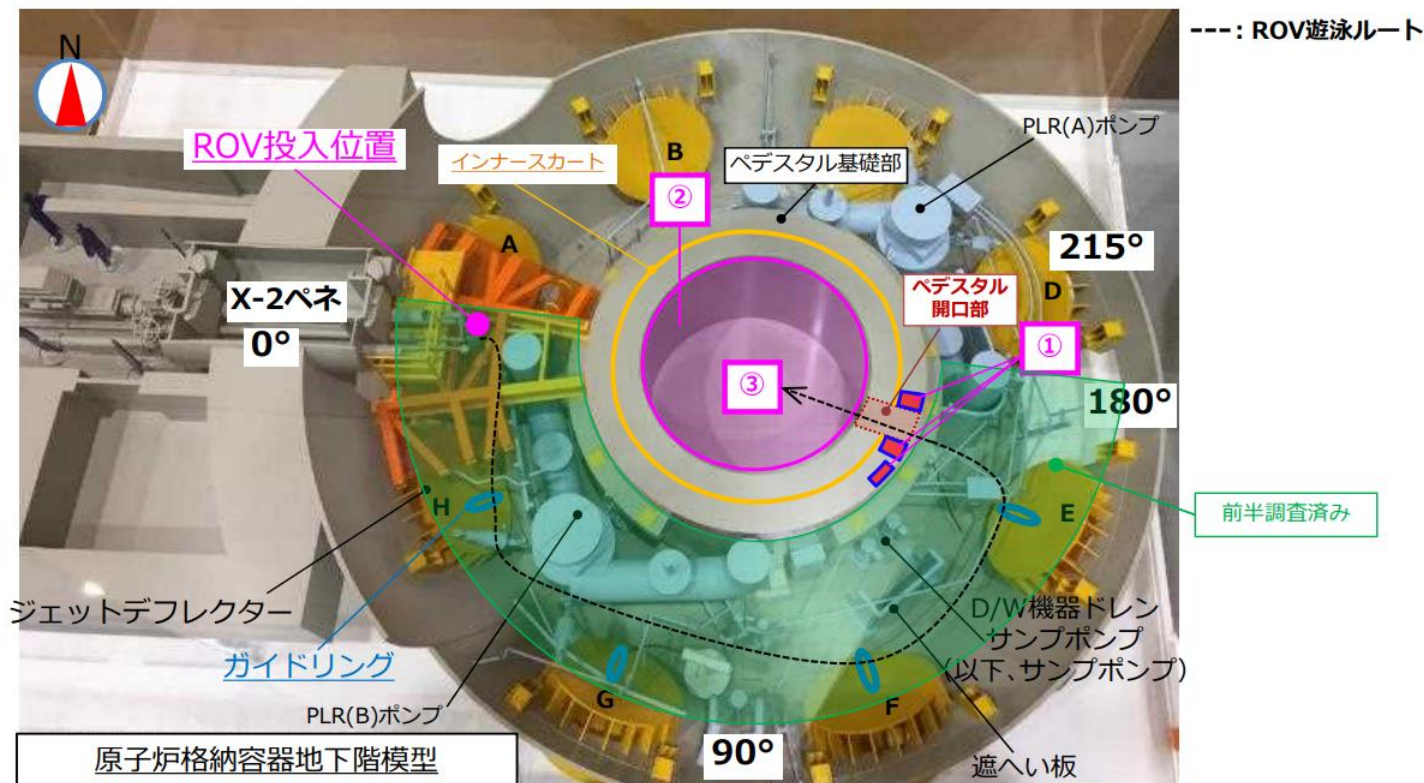 ---: ROV遊泳ルート
N
PLR(A)ポンプ
ROV投入位置
インナースカート
B
ペデスタル基礎部
②
A
215°
ペデスタル
開口部
D
X-2ペネ
0°
①
③
180°
H
E
前半調査済み
ジェットデフレクター
D/W機器ドレン
サンプポンプ
(以下、サンプポンプ)
ガイドリング
G
F
PLR(B)ポンプ
90°
遮へい板
原子炉格納容器地下階模型